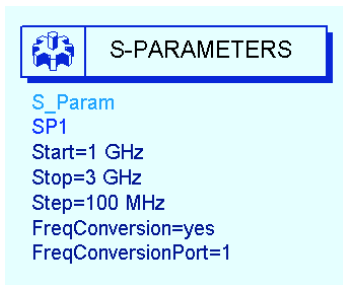 S-PARAMETERS
S_Param
SP1
Start=1 GHz
Stop=3 GHz
Step=100 MHz
FreqConversion=yes
FreqConversionPort=1